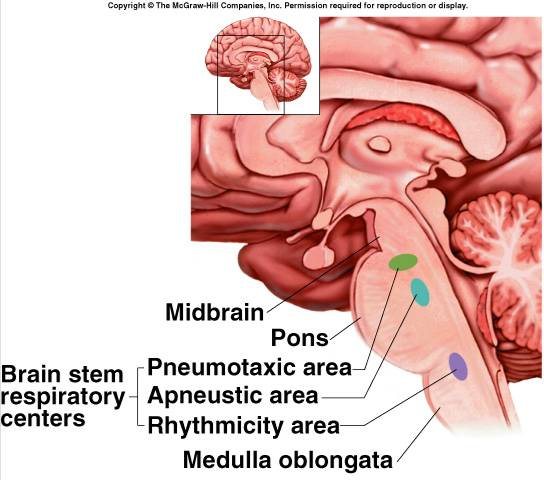 Copyright © The McGraw-Hill Companies, Inc. Permission required for reproduction or display.
Midbrain
Pons
Brain stem
respiratory
centers
Pneumotaxic area
Apneustic area
Rhythmicity area
Medulla oblongata